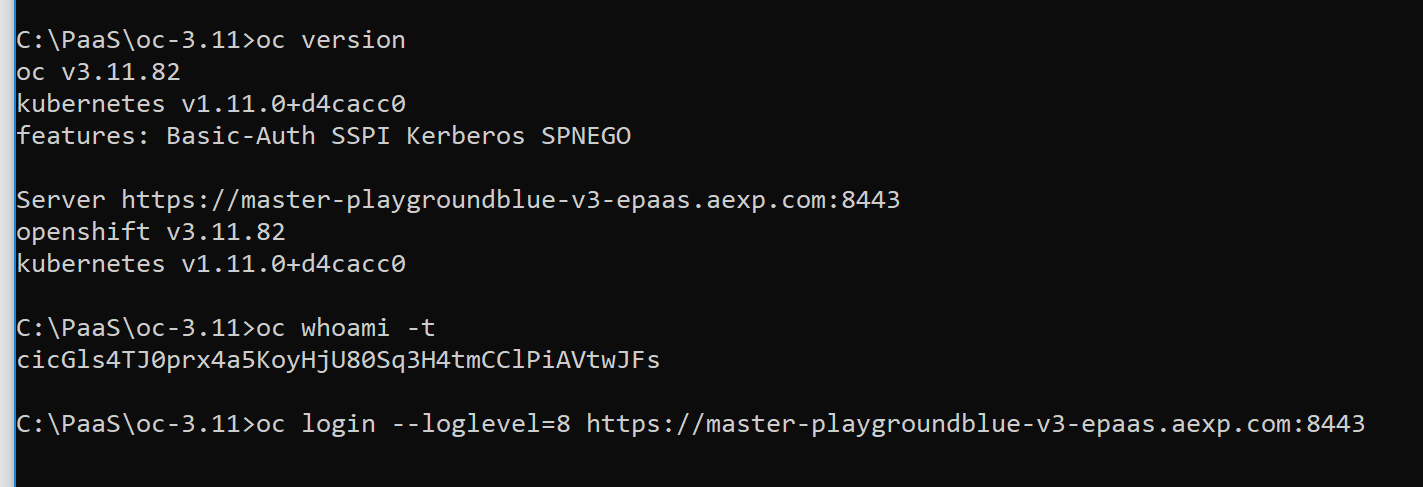 C:\PaaS\oc-3.11>oc version
oc v3.11.82
kubernetes v1.11.0+d4cacc0
features: Basic-Auth SSPI Kerberos SPNEGO
Server https://master-playgroundblue-v3-epaas.aexp.com:8443
openshift v3.11.82
kubernetes v1.11.0+d4cacc0
C:\PaaS\oc-3.11>oc whoami -t
cicGls4TJ0prx4a5KoyHjU80Sq3H4tmCClPiAVtwJFs
C:\PaaS\oc-3.11>oc login --loglevel=8 https://master-playgroundblue-v3-epaas.aexp.com:8443